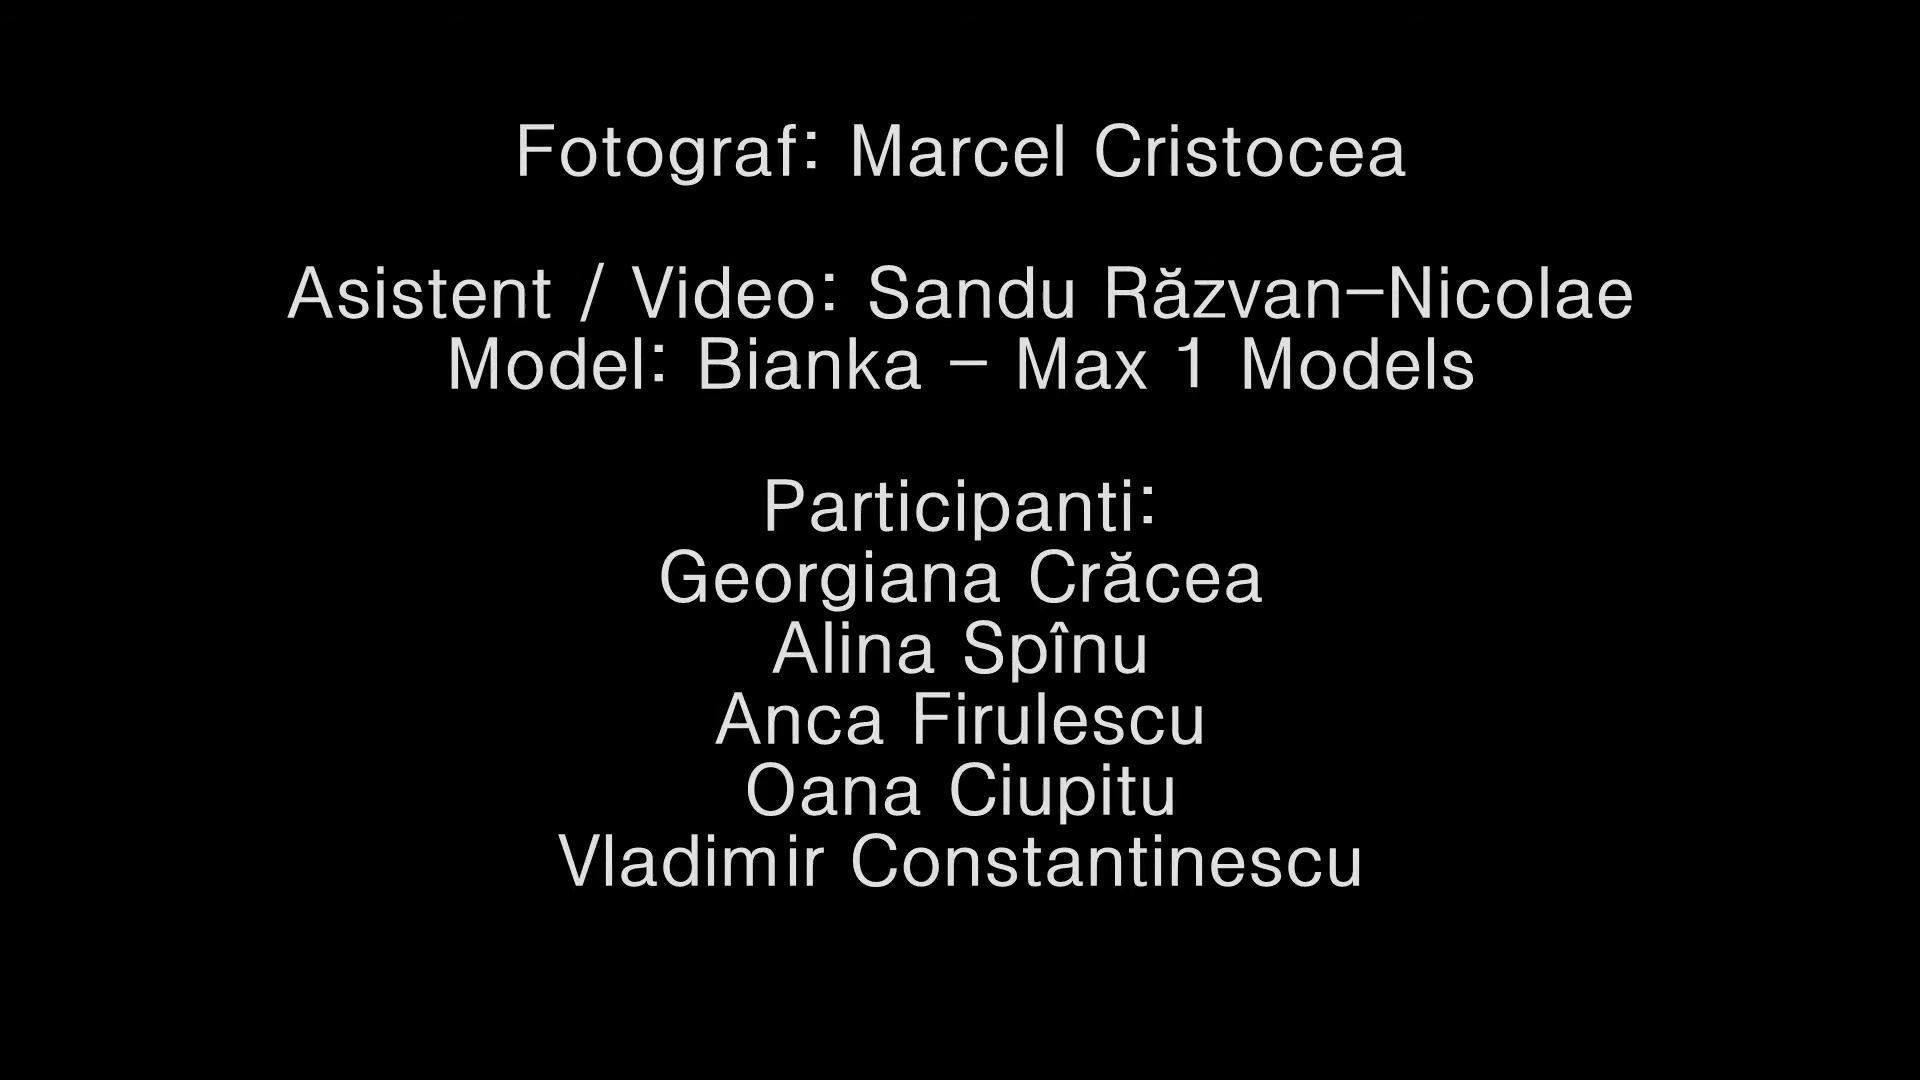 Fotograf: Marcel Cristocea
Asistent / Video: Sandu Răzvan-Nicolae
Model: Bianka - Max 1 Models
Participanti:
Georgiana Crăcea
Alina Spînu
Anca Firulescu
Oana Ciupitu
Vladimir Constantinescu